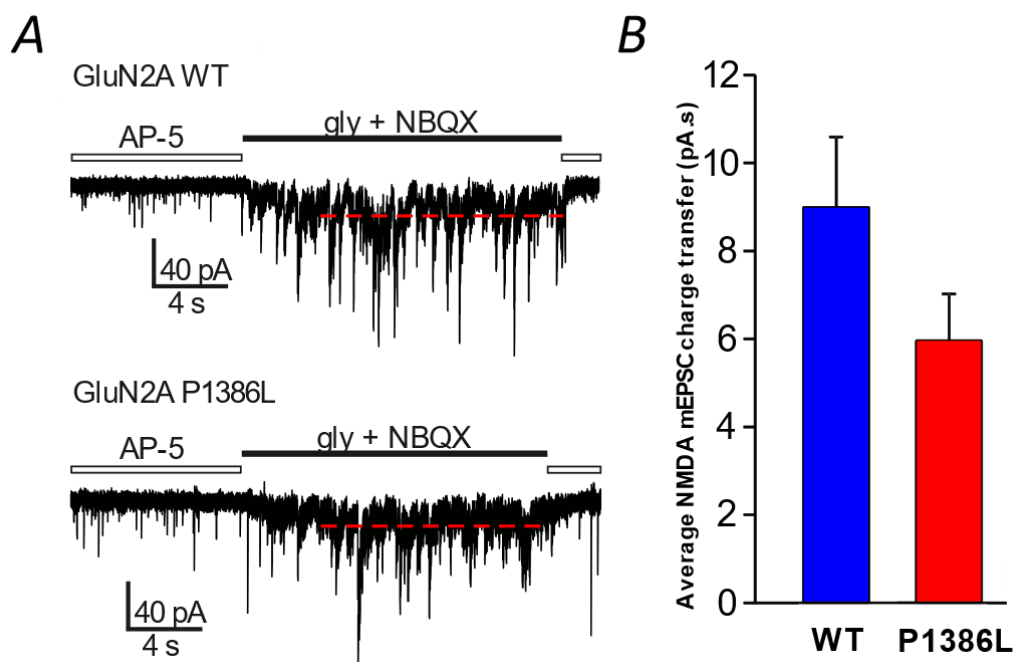 A
GluN2A WT
AP-5
gly + NBQX
40 pA
4 s
GluN2A P1386L
AP-5
gly + NBQX
40 pA
4 s
B
Average NMDA mEPSC charge transfer (pA.s)
12
10
8
6
4
2
0
WT P1386L